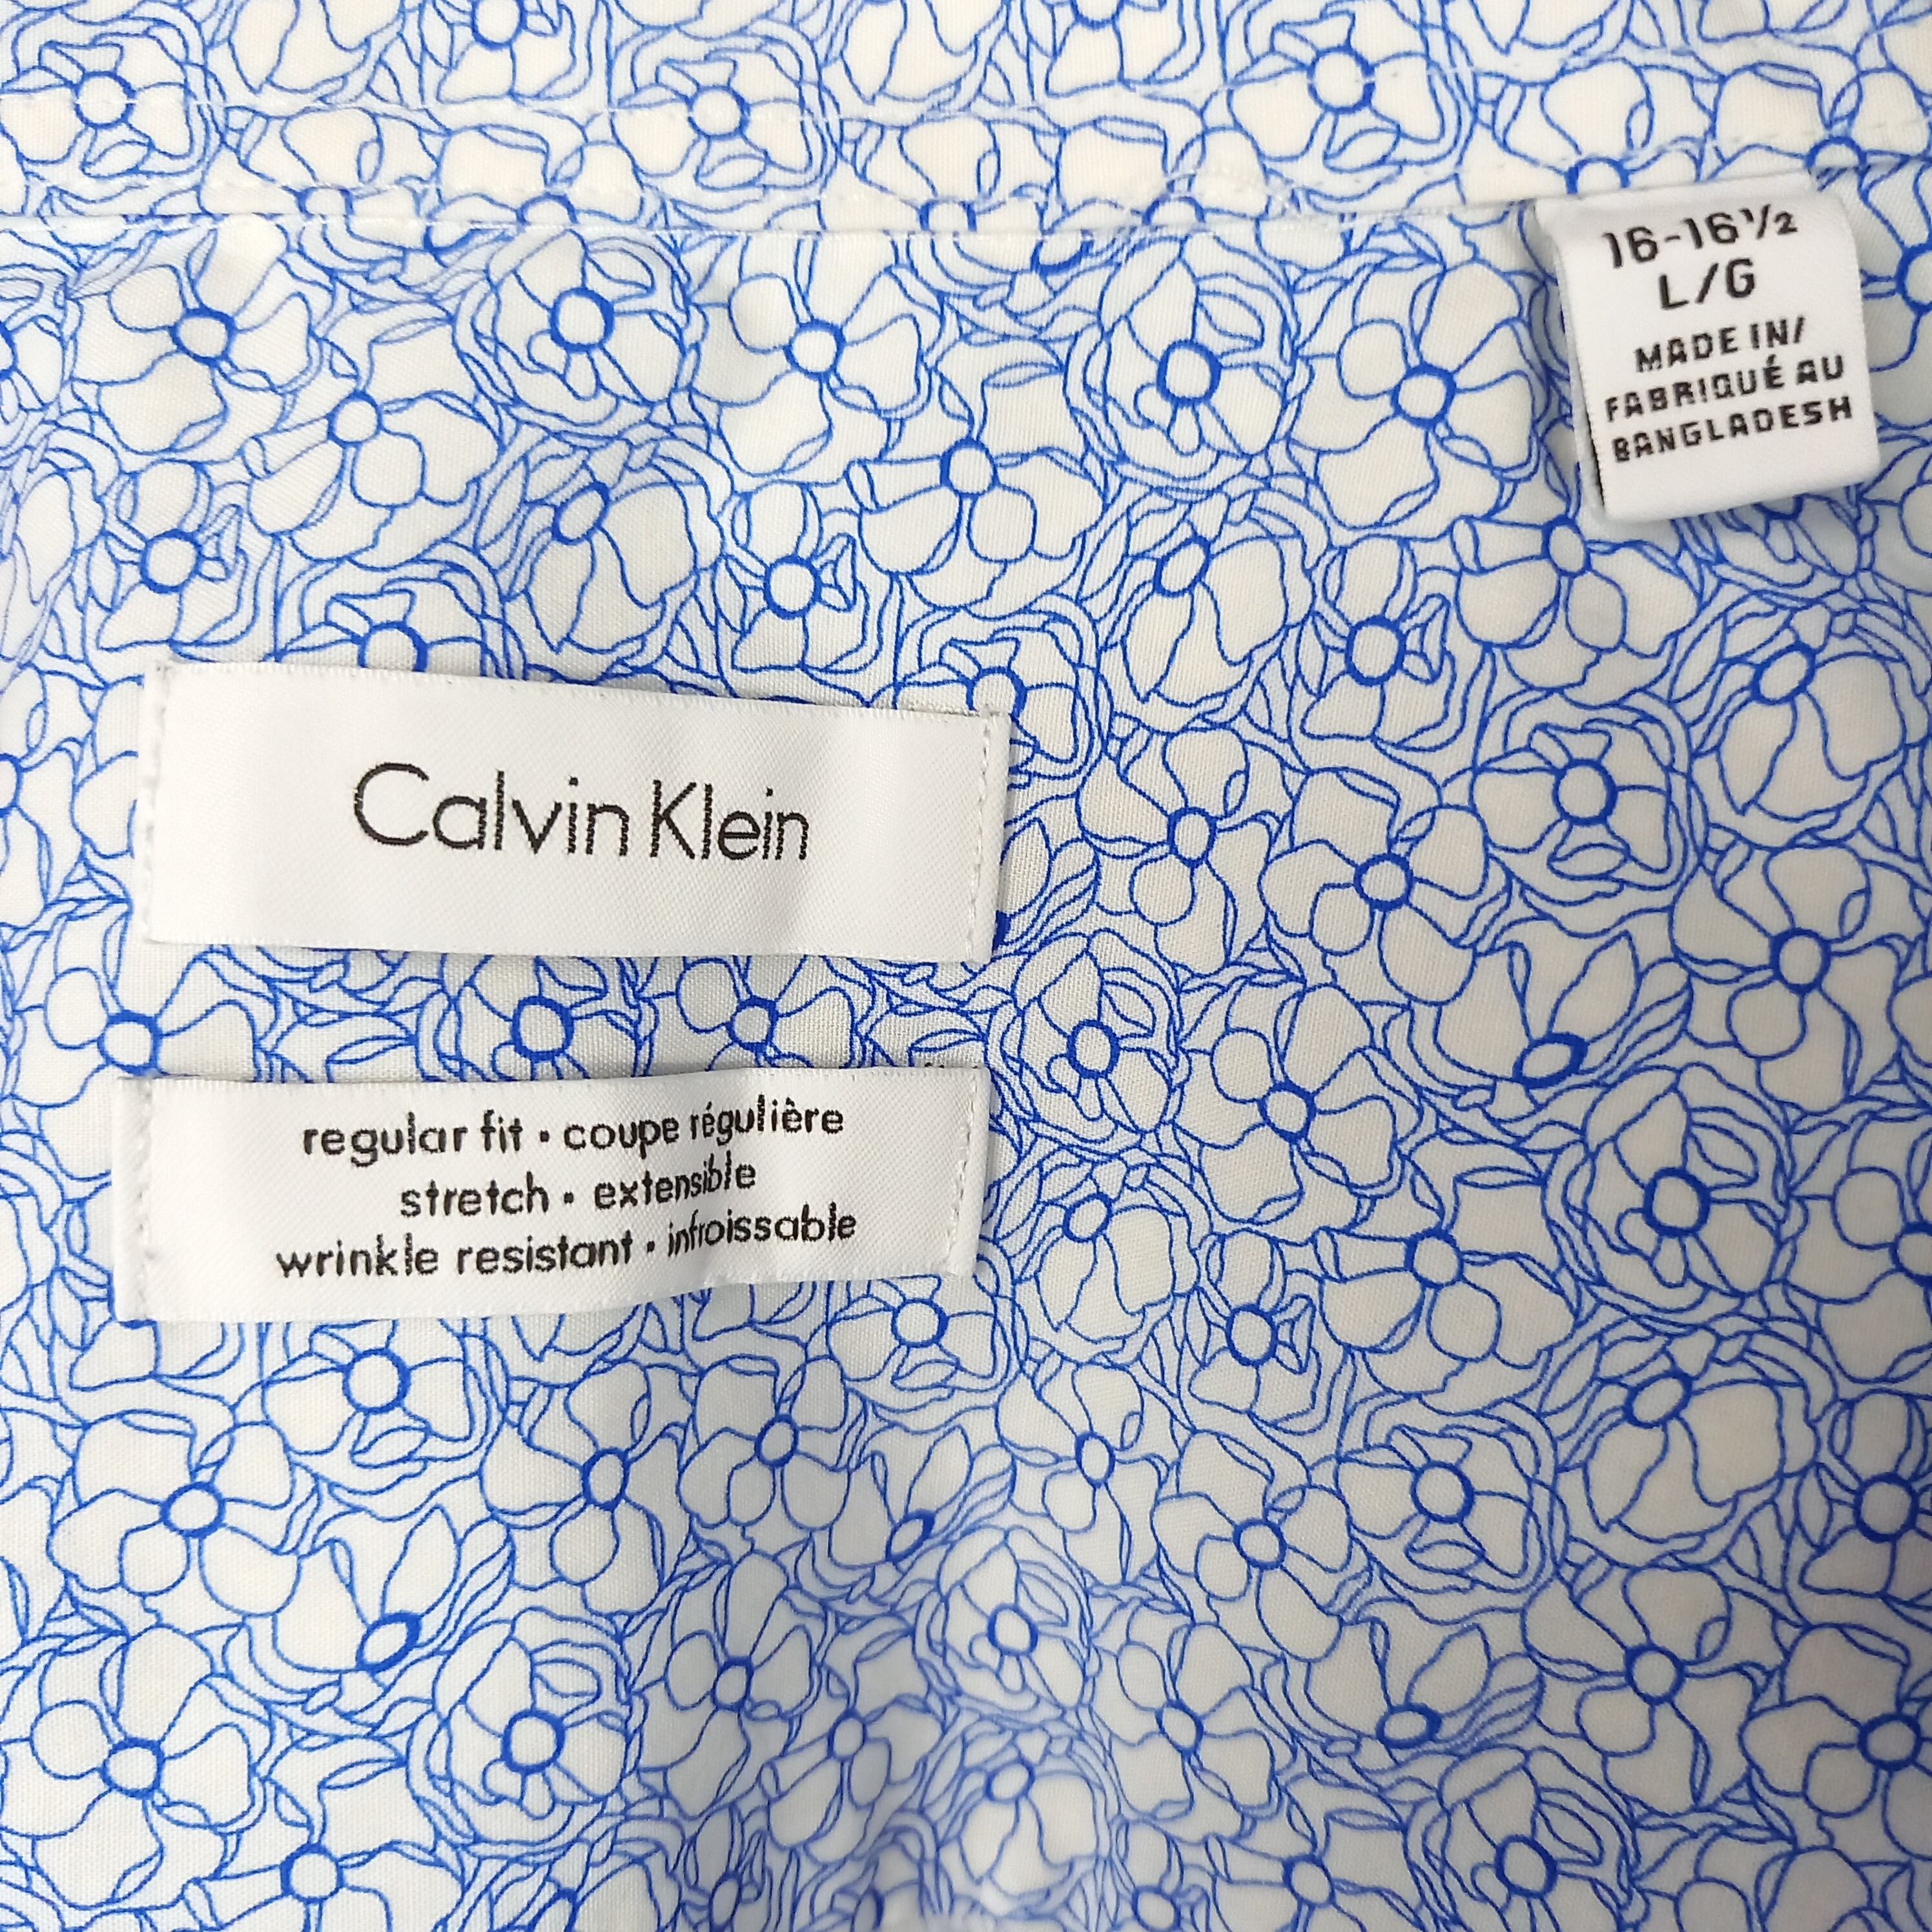 16-16½
L/G
MADE IN/
FABRIQUÉ AU
BANGLADESH
Calvin Klein
regular fit • coupe régulière
stretch • extensible
wrinkle resistant • infroissable